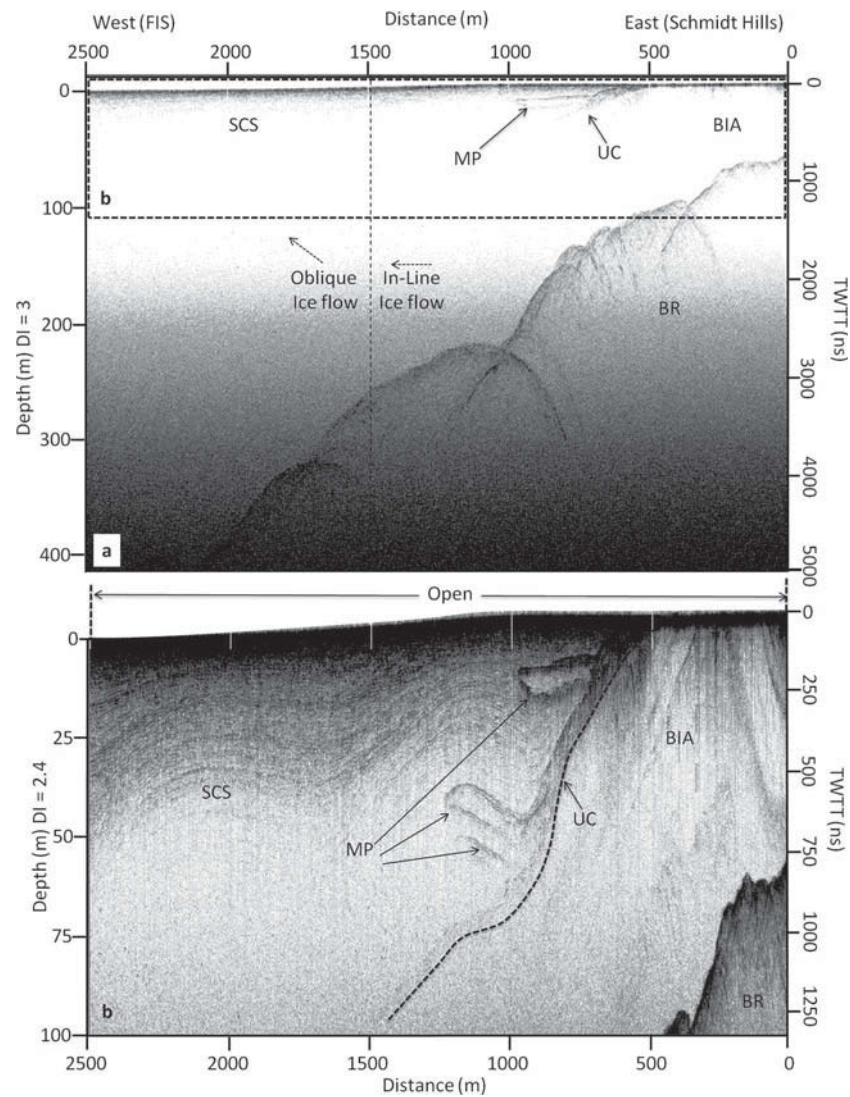 West (FIS) Distance (m) East (Schmidt Hills)
2500 2000 1500 1000 500 0
0 0
SCS MP UC BIA
b
100 1000
Oblique Ice flow
In-Line Ice flow
2000
BR
200
Depth (m) DI = 3
TWTT (ns)
3000
300
4000
a
400 5000
Open
0 0
250
25
BIA
SCS
500
Depth (m) DI = 2.4
TWTT (ns)
MP UC
50
750
75
1000
b
BR
1250
100
2500 2000 1500 1000 500 0
Distance (m)